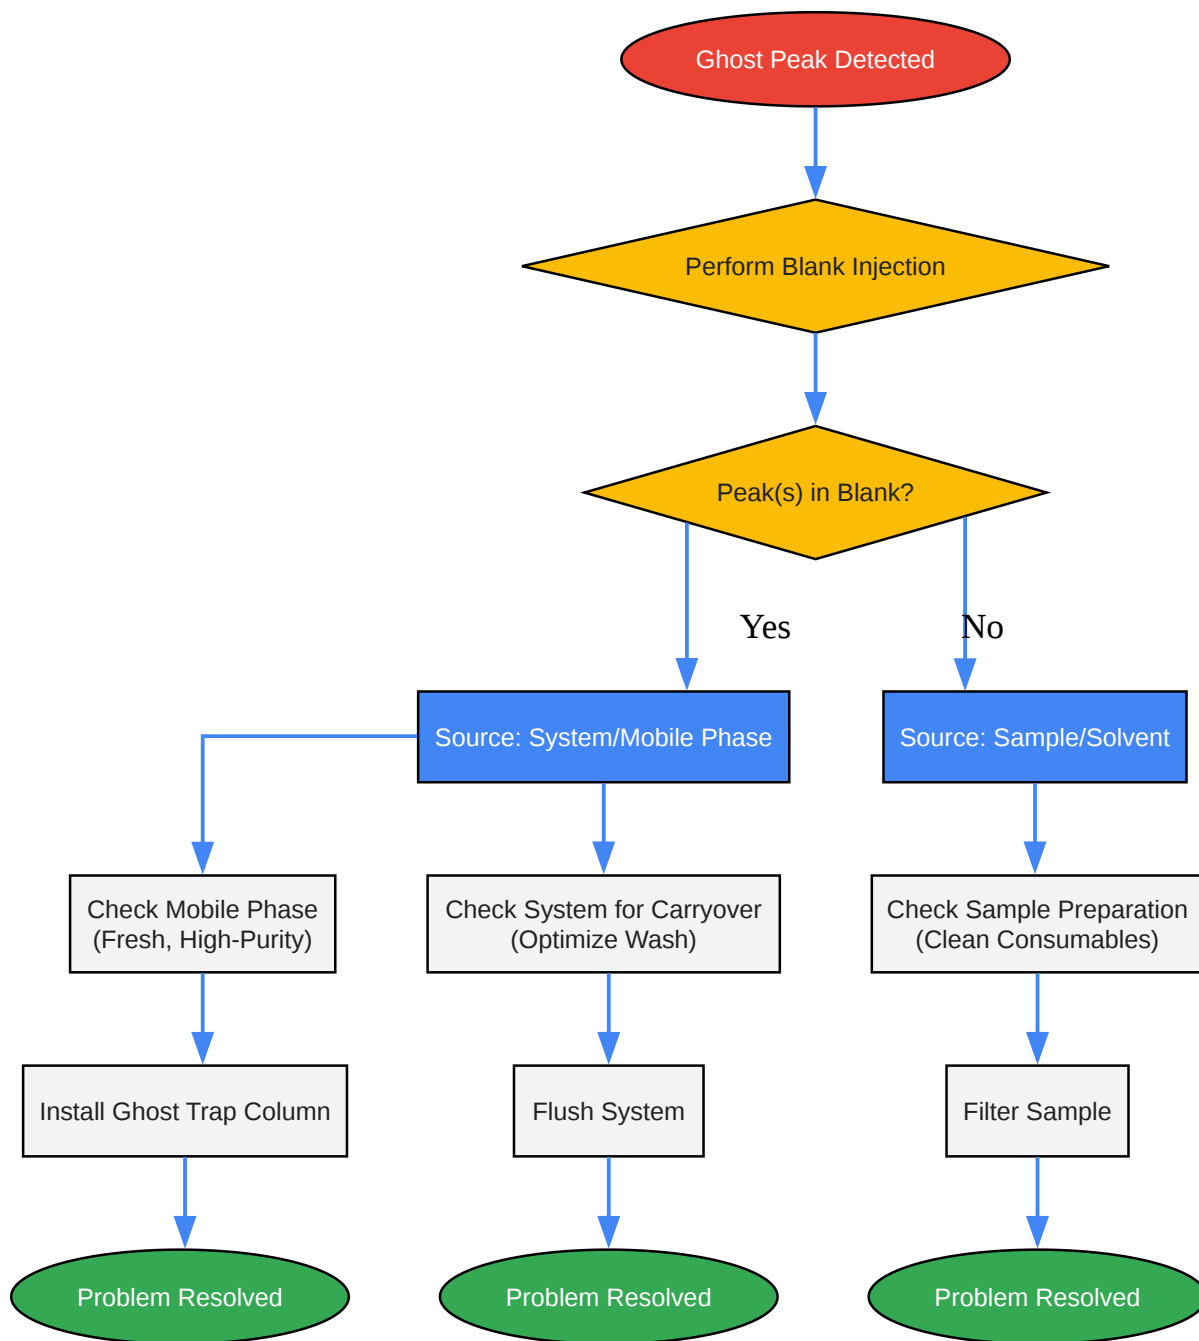 Ghost Peak Detected
Perform Blank Injection
Peak(s) in Blank?
Yes
No
Source: System/Mobile Phase
Source: Sample/Solvent
Check Mobile Phase
(Fresh, High-Purity)
Check System for Carryover
(Optimize Wash)
Check Sample Preparation
(Clean Consumables)
Install Ghost Trap Column
Flush System
Filter Sample
Problem Resolved
Problem Resolved
Problem Resolved